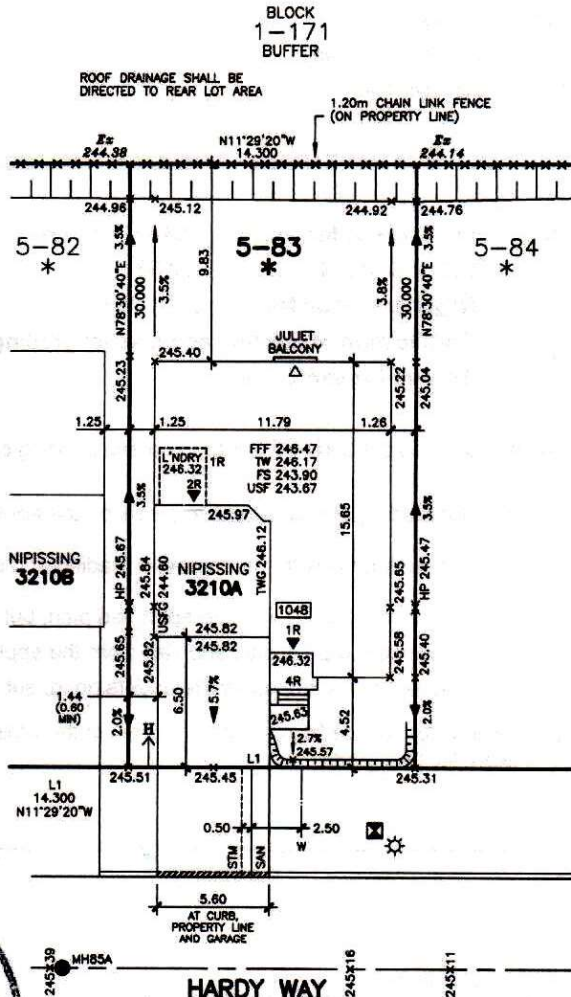 BLOCK
1-171
BUFFER
ROOF DRAINAGE SHALL BE
DIRECTED TO REAR LOT AREA
1.20m CHAIN LINK FENCE
(ON PROPERTY LINE)
Ex
244.38
N11°29'20"W
14.300
Ex
244.14
244.96
245.12
244.92
244.76
5-82
*
5-83
*
5-84
*
3.5%
N78°30'40"E
30.000
3.5%
9.83
3.8%
30.000
N78°30'40"E
3.5%
JULIET
BALCONY
245.40
245.23
245.22
245.04
1.25
1.25
11.79
1.26
L'NDRY
246.32
1R
2R
FFF 246.47
TW 246.17
FS 243.90
USF 243.67
3.5%
245.97
15.65
3.5%
TWG 246.12
NIPISSING
3210B
HP 245.67
245.84
USFG 244.60
NIPISSING
3210A
HP 245.47
245.65
1048
1R
245.82
245.82
245.65
245.82
246.32
4R
245.58
245.40
1.44
(0.60
MIN)
2.0%
6.50
5.7%
245.63
4.52
2.0%
H
2.7%
245.57
L1
245.51
245.45
245.31
L1
14.300
N11°29'20"W
0.50
2.50
STM
SAN
W
5.60
AT CURB,
PROPERTY LINE
AND GARAGE
245x39
MH85A
245x16
245x11
HARDY WAY